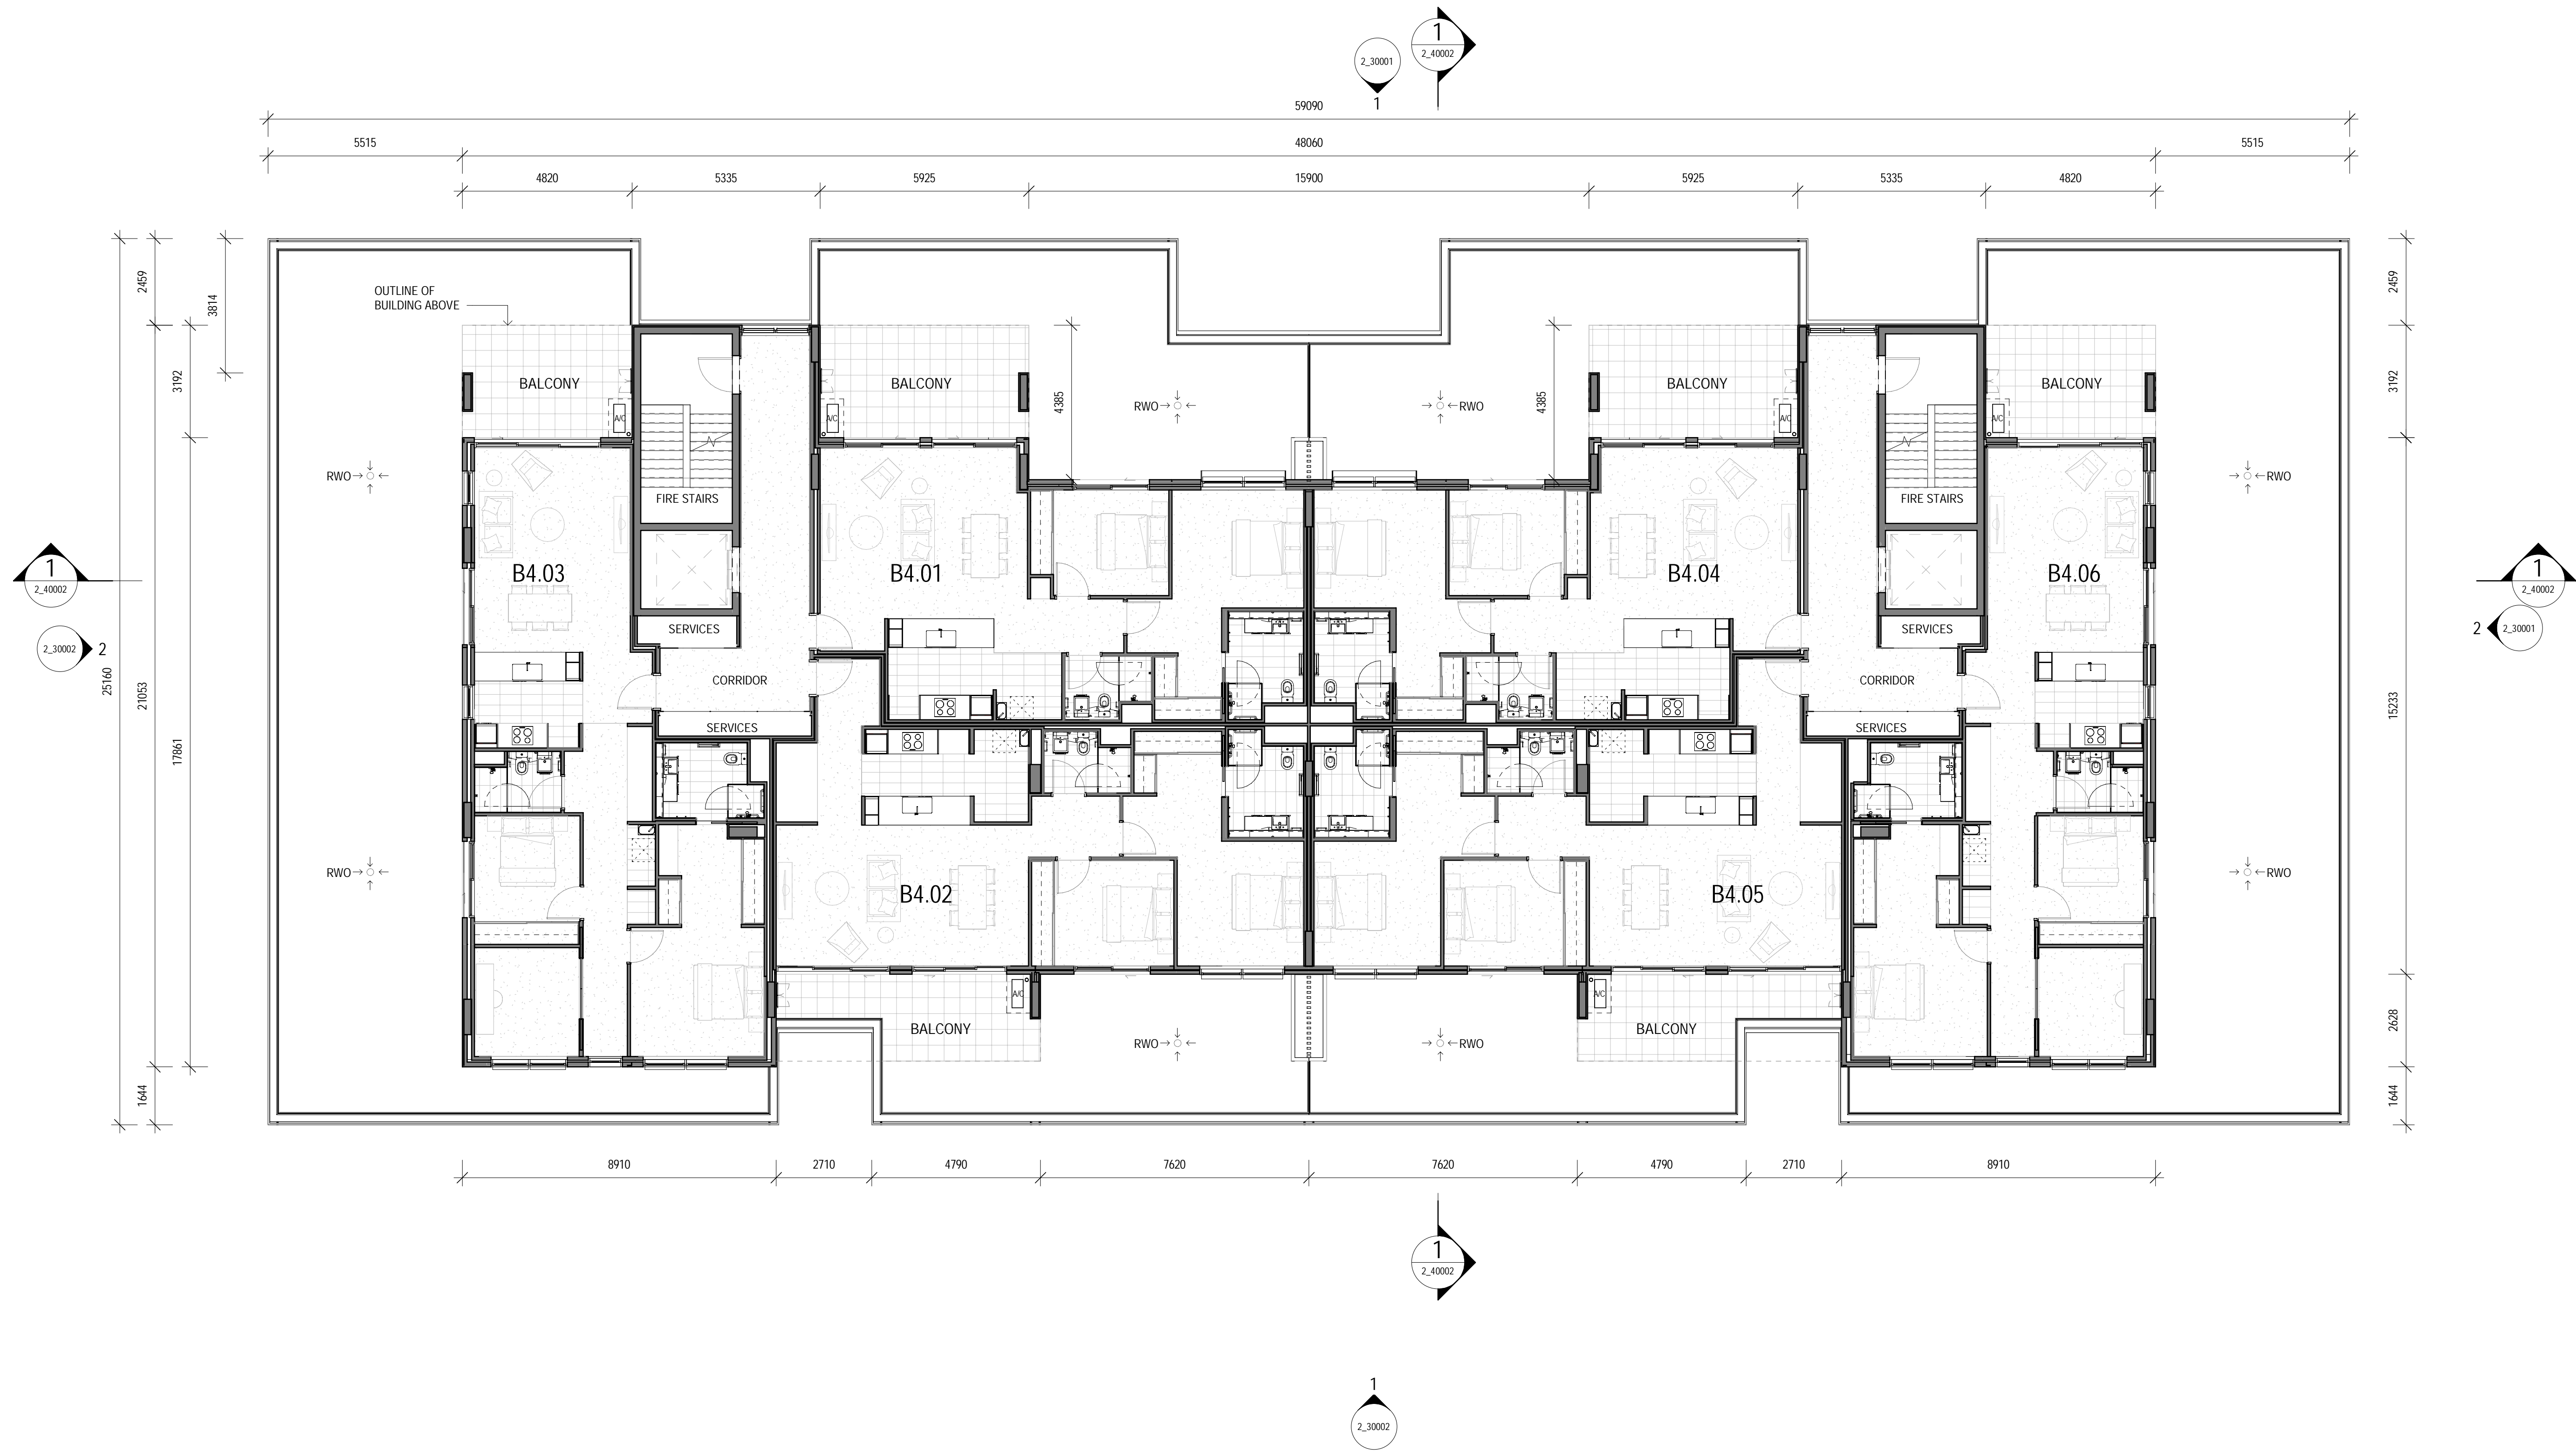 1
2_40002
2_30001
1
59090
5515
48060
5515
4820
5335
5925
15900
5925
5335
4820
2459
3814
3192
25160
21053
17861
1644
2459
3192
15233
2628
1644
OUTLINE OF
BUILDING ABOVE
BALCONY
BALCONY
BALCONY
BALCONY
4385
4385
RWO
RWO
A/C
A/C
A/C
A/C
RWO
RWO
FIRE STAIRS
FIRE STAIRS
B4.03
B4.01
B4.04
B4.06
1
2_40002
2_30002
2
1
2_40002
2
2_30001
SERVICES
SERVICES
CORRIDOR
CORRIDOR
SERVICES
SERVICES
RWO
RWO
B4.02
B4.05
A/C
A/C
BALCONY
BALCONY
RWO
RWO
8910
2710
4790
7620
7620
4790
2710
8910
1
2_40002
1
2_30002